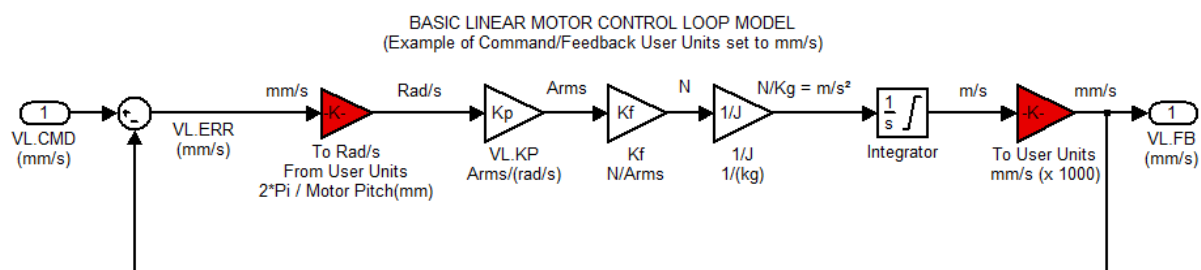 BASIC LINEAR MOTOR CONTROL LOOP MODEL
(Example of Command/Feedback User Units set to mm/s)
mm/s
Rad/s
Arms
N
N/Kg = m/s²
m/s
mm/s
1
VL.CMD
(mm/s)
+
-
VL.ERR
(mm/s)
-K-
To Rad/s
From User Units
2*Pi / Motor Pitch(mm)
Kp
VL.KP
Arms/(rad/s)
Kf
Kf
N/Arms
1/J
1/J
1/(kg)
1
s
Integrator
-K-
To User Units
mm/s (x 1000)
1
VL.FB
(mm/s)